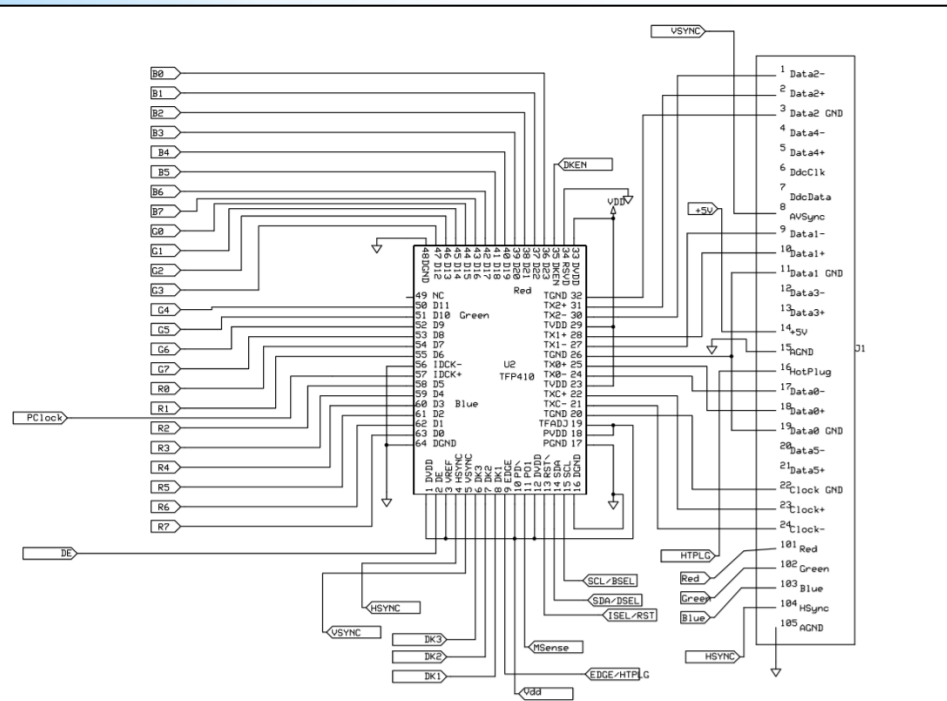 VSYNC
B0
B1
B2
B3
B4
B5
B6
B7
G0
G1
G2
G3
G4
G5
G6
G7
R0
R1
PClock
R2
R3
R4
R5
R6
R7
DE
DKEN
VDD
+5V
48 DGND
47 D12
46 D13
45 D14
44 D15
43 D16
42 D17
41 D18
40 D19
39 D20
38 D21
37 D22
36 D23
35 DKEN
34 RSVD
33 DVDD
Red
49 NC
50 D11
51 D10 Green
52 D9
53 D8
54 D7
55 D6
56 IDCK-
57 IDCK+
58 D5
59 D4
60 D3 Blue
61 D2
62 D1
63 D0
64 DGND
U2
TFP410
TGND 32
TX2+ 31
TX2- 30
TVDD 29
TX1+ 28
TX1- 27
TGND 26
TX0+ 25
TX0- 24
TVDD 23
TXC+ 22
TXC- 21
TGND 20
TFADJ 19
PVDD 18
PGND 17
1 DVDD
2 DE
3 VREF
4 HSYNC
5 VSYNC
6 DK3
7 DK2
8 DK1
9 EDGE
10 PD\
11 PO1
12 DVDD
13 RST\
14 SDA
15 SCL
16 DGND
1 Data2-
2 Data2+
3 Data2 GND
4 Data4-
5 Data4+
6 DdcClk
7 DdcData
8 AVSync
9 Data1-
10 Data1+
11 Data1 GND
12 Data3-
13 Data3+
14 +5V
15 AGND
J1
16 HotPlug
17 Data0-
18 Data0+
19 Data0 GND
20 Data5-
21 Data5+
22 Clock GND
23 Clock+
24 Clock-
101 Red
102 Green
103 Blue
104 HSync
105 AGND
HTPLG
Red
Green
Blue
HSYNC
SCL/BSEL
SDA/DSEL
ISEL/RST
HSYNC
VSYNC
DK3
MSense
DK2
DK1
EDGE/HTPLG
Vdd